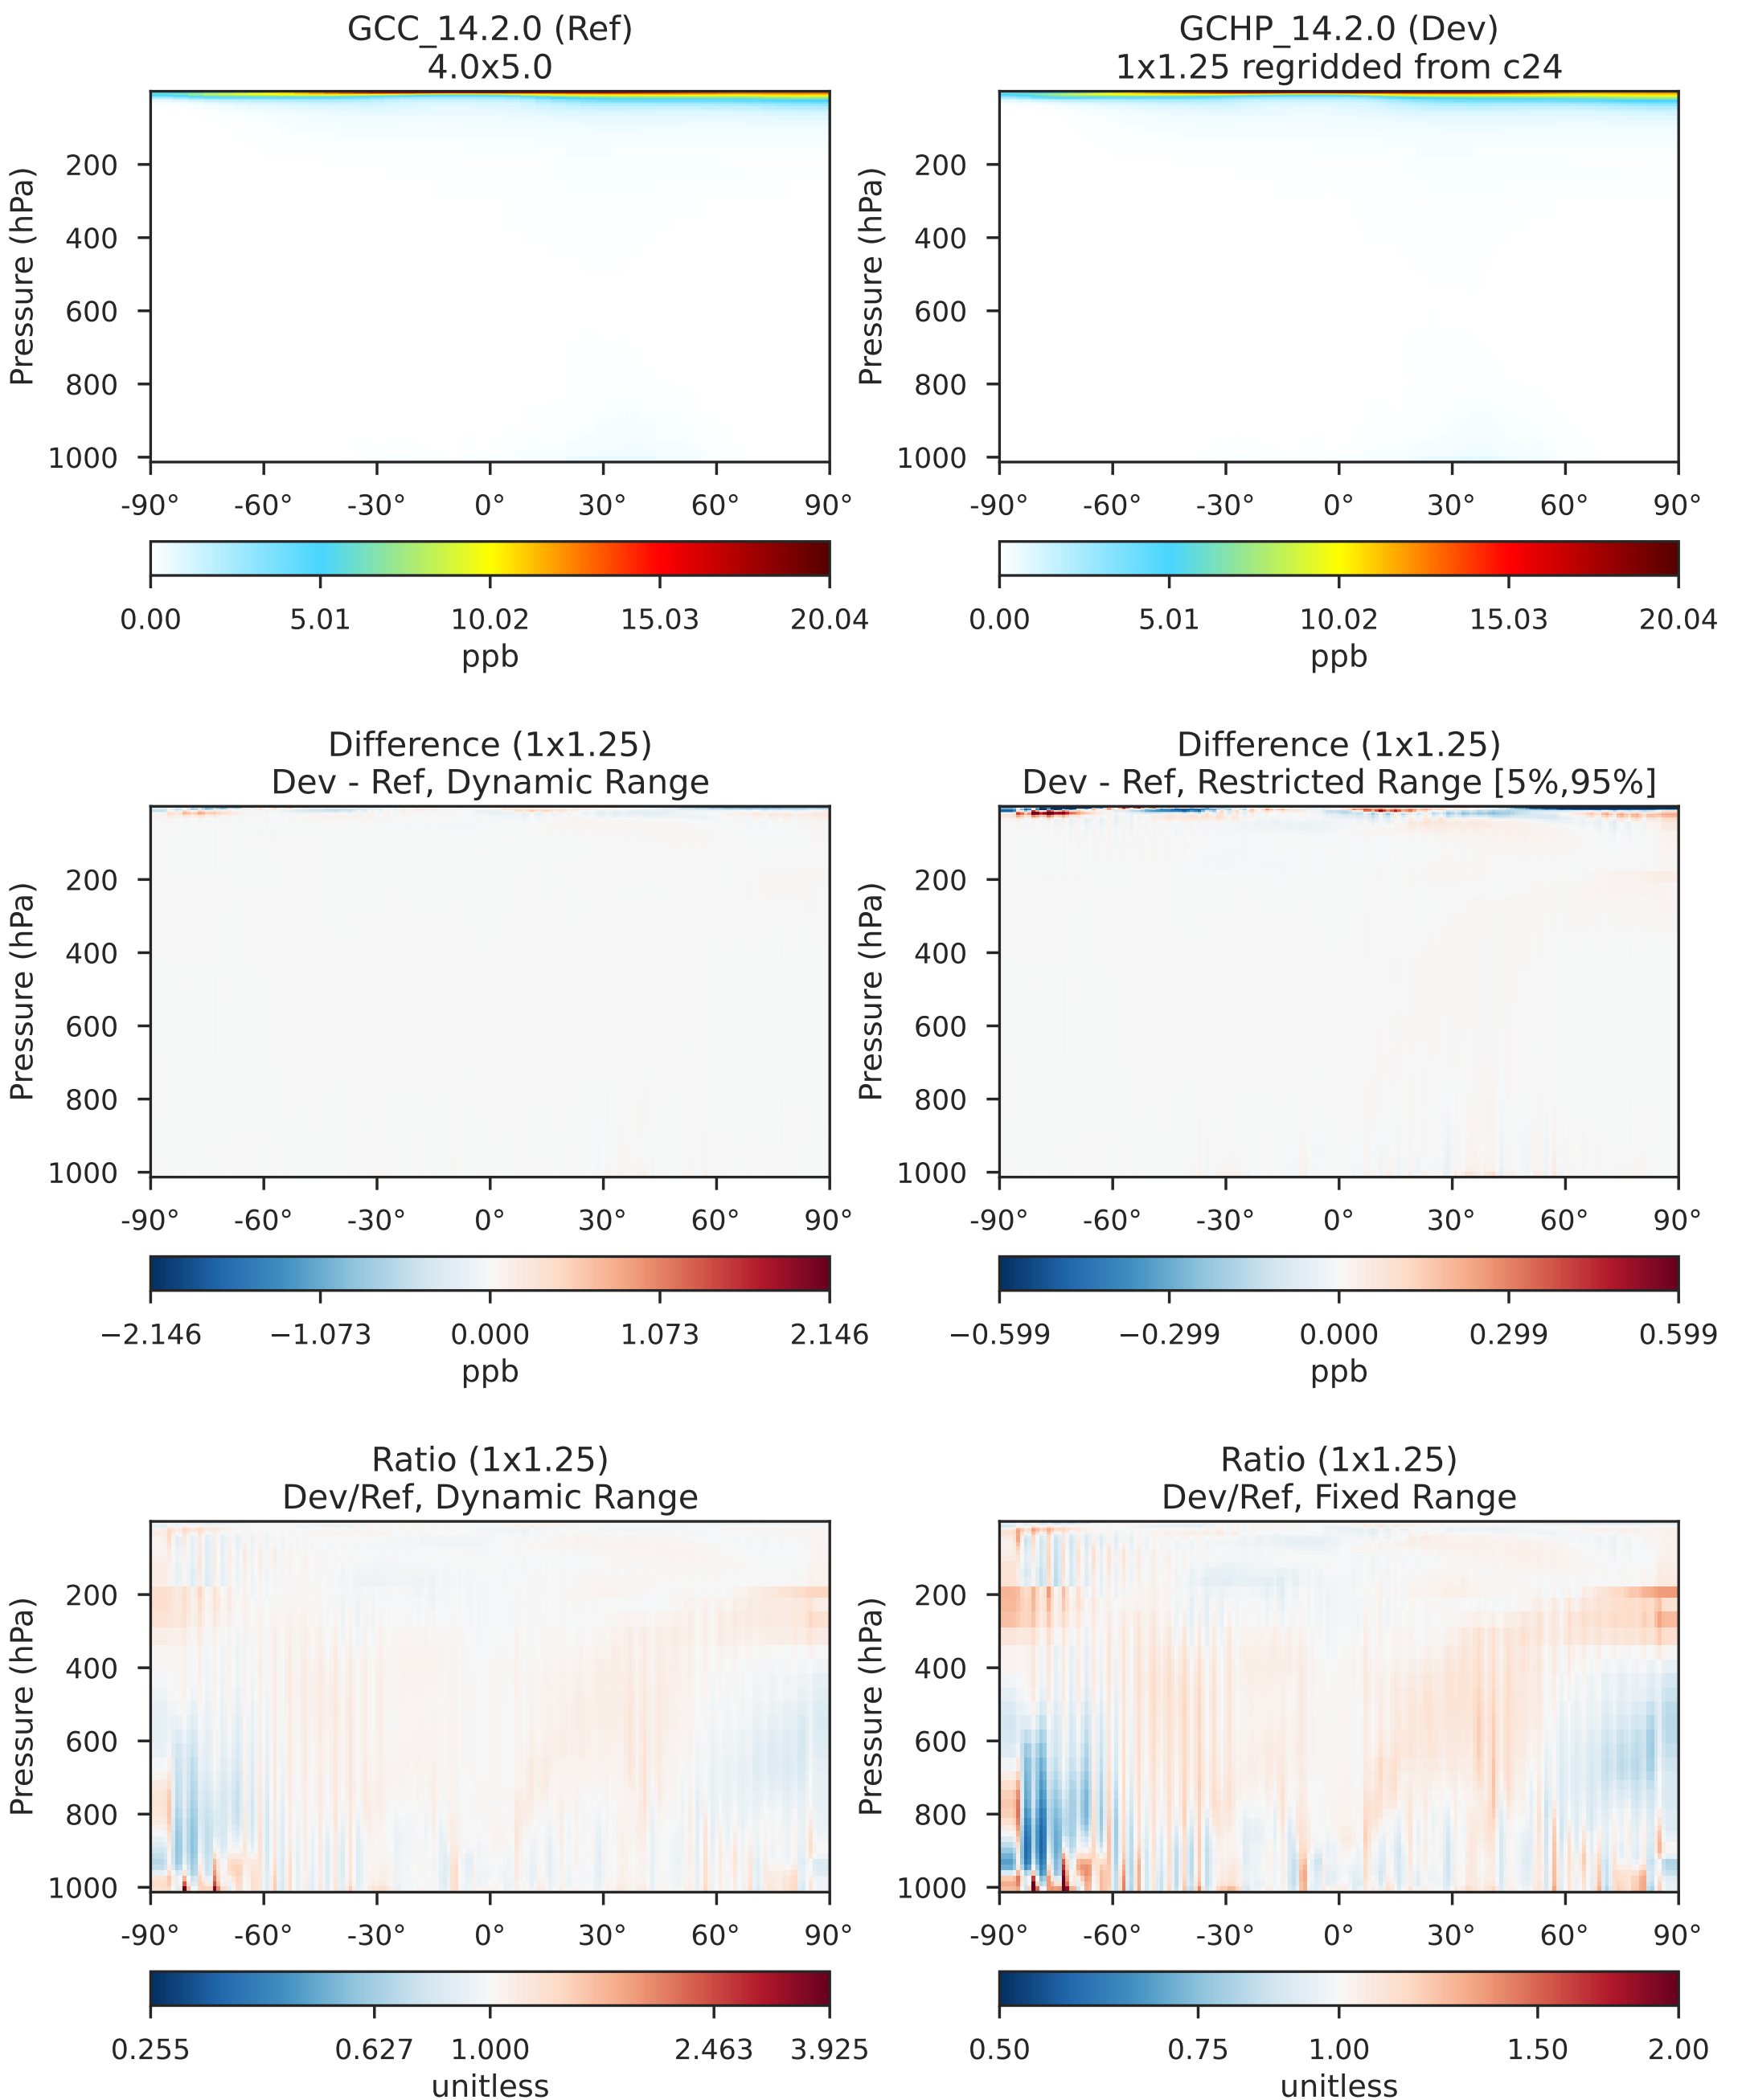 GCC_14.2.0 (Ref)
4.0x5.0
Pressure (hPa)
200
400
600
800
1000
-90° -60° -30° 0° 30° 60° 90°
0.00 5.01 10.02 15.03 20.04
ppb
GCHP_14.2.0 (Dev)
1x1.25 regridded from c24
Pressure (hPa)
200
400
600
800
1000
-90° -60° -30° 0° 30° 60° 90°
0.00 5.01 10.02 15.03 20.04
ppb
Difference (1x1.25)
Dev - Ref, Dynamic Range
Pressure (hPa)
200
400
600
800
1000
-90° -60° -30° 0° 30° 60° 90°
−2.146 −1.073 0.000 1.073 2.146
ppb
Difference (1x1.25)
Dev - Ref, Restricted Range [5%,95%]
Pressure (hPa)
200
400
600
800
1000
-90° -60° -30° 0° 30° 60° 90°
−0.599 −0.299 0.000 0.299 0.599
ppb
Ratio (1x1.25)
Dev/Ref, Dynamic Range
Pressure (hPa)
200
400
600
800
1000
-90° -60° -30° 0° 30° 60° 90°
0.255 0.627 1.000 2.463 3.925
unitless
Ratio (1x1.25)
Dev/Ref, Fixed Range
Pressure (hPa)
200
400
600
800
1000
-90° -60° -30° 0° 30° 60° 90°
0.50 0.75 1.00 1.50 2.00
unitless